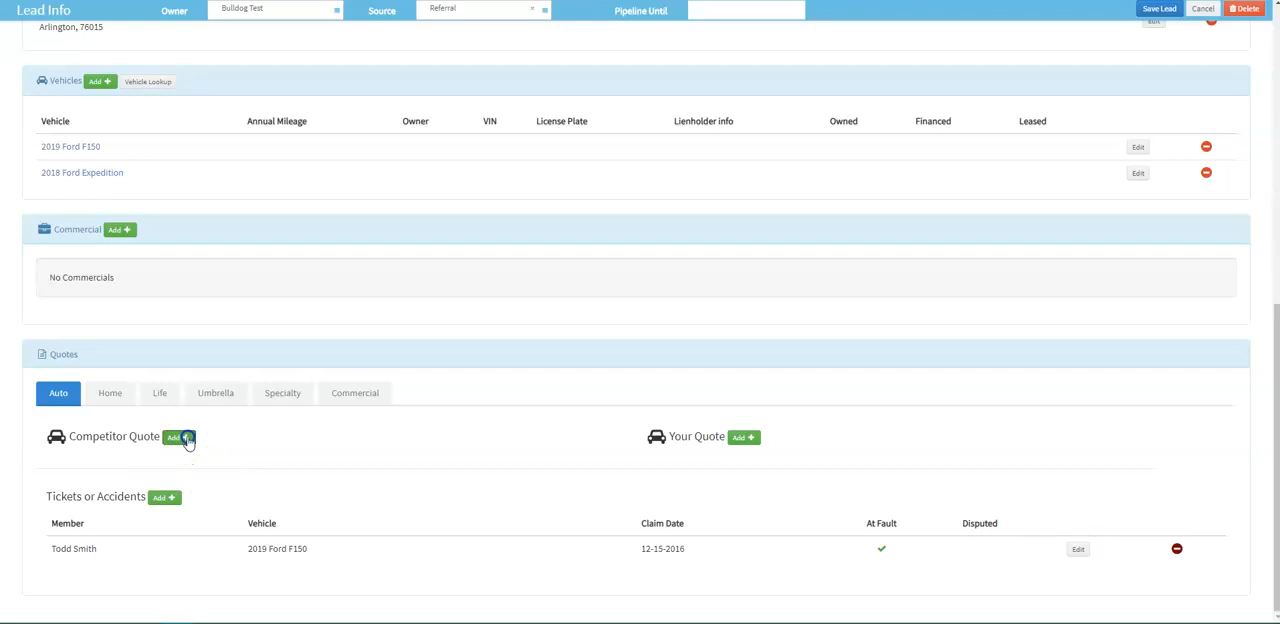 Lead Info Owner Bulldog Test Source Referral × Pipeline Until Save Lead Cancel Delete
Arlington, 76015
Vehicles Add + Vehicle Lookup
Vehicle Annual Mileage Owner VIN License Plate Lienholder info Owned Financed Leased
2019 Ford F150 Edit
2018 Ford Expedition Edit
Commercial Add +
No Commercials
Quotes
Auto Home Life Umbrella Specialty Commercial
Competitor Quote Add Your Quote Add +
Tickets or Accidents Add +
Member Vehicle Claim Date At Fault Disputed
Todd Smith 2019 Ford F150 12-15-2016 ✓ Edit